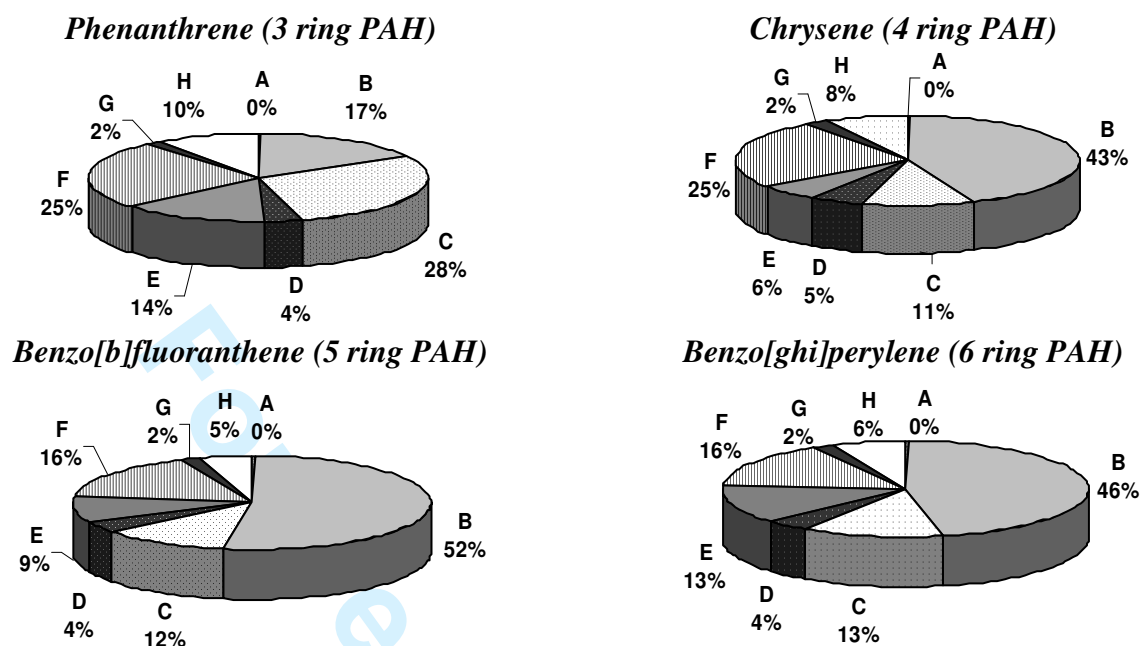 Phenanthrene (3 ring PAH)
A
0%
B
17%
C
28%
D
4%
E
14%
F
25%
G
2%
H
10%
Chrysene (4 ring PAH)
A
0%
B
43%
C
11%
D
5%
E
6%
F
25%
G
2%
H
8%
Benzo[b]fluoranthene (5 ring PAH)
A
0%
B
52%
C
12%
D
4%
E
9%
F
16%
G
2%
H
5%
Benzo[ghi]perylene (6 ring PAH)
A
0%
B
46%
C
13%
D
4%
E
13%
F
16%
G
2%
H
6%